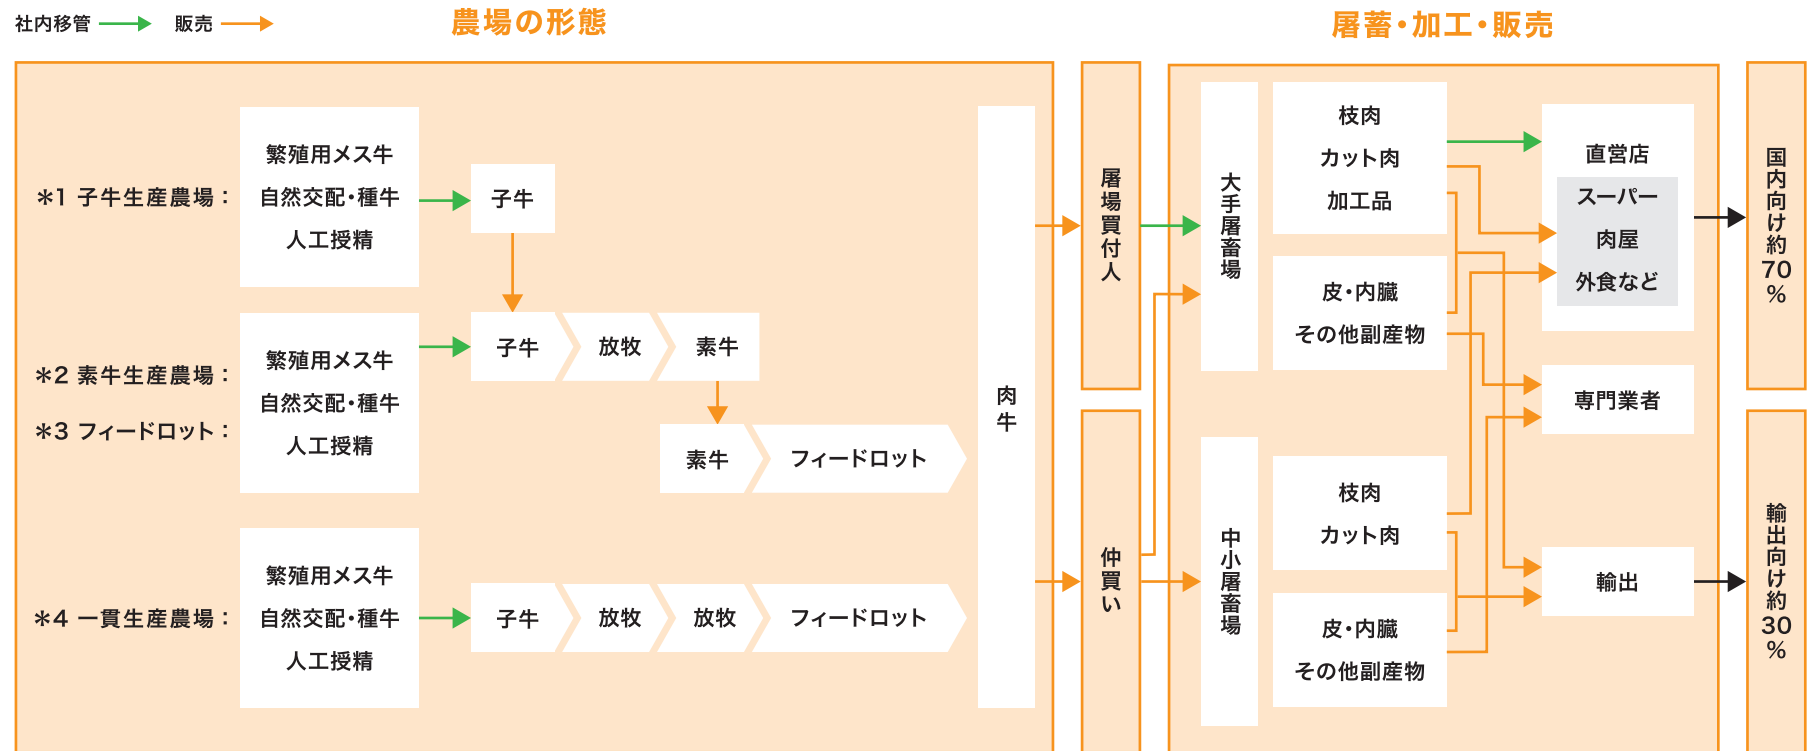 社内移管
販売
農場の形態
屠蓄・加工・販売
＊1 子牛生産農場：
繁殖用メス牛
自然交配・種牛
人工授精
子牛
＊2 素牛生産農場：
＊3 フィードロット：
繁殖用メス牛
自然交配・種牛
人工授精
子牛
放牧
素牛
素牛
フィードロット
＊4 一貫生産農場：
繁殖用メス牛
自然交配・種牛
人工授精
子牛
放牧
放牧
フィードロット
肉牛
屠場買付人
仲買い
大手屠畜場
枝肉
カット肉
加工品
皮・内臓
その他副産物
中小屠畜場
枝肉
カット肉
皮・内臓
その他副産物
直営店
スーパー
肉屋
外食など
専門業者
輸出
国内向け約70%
輸出向け約30%